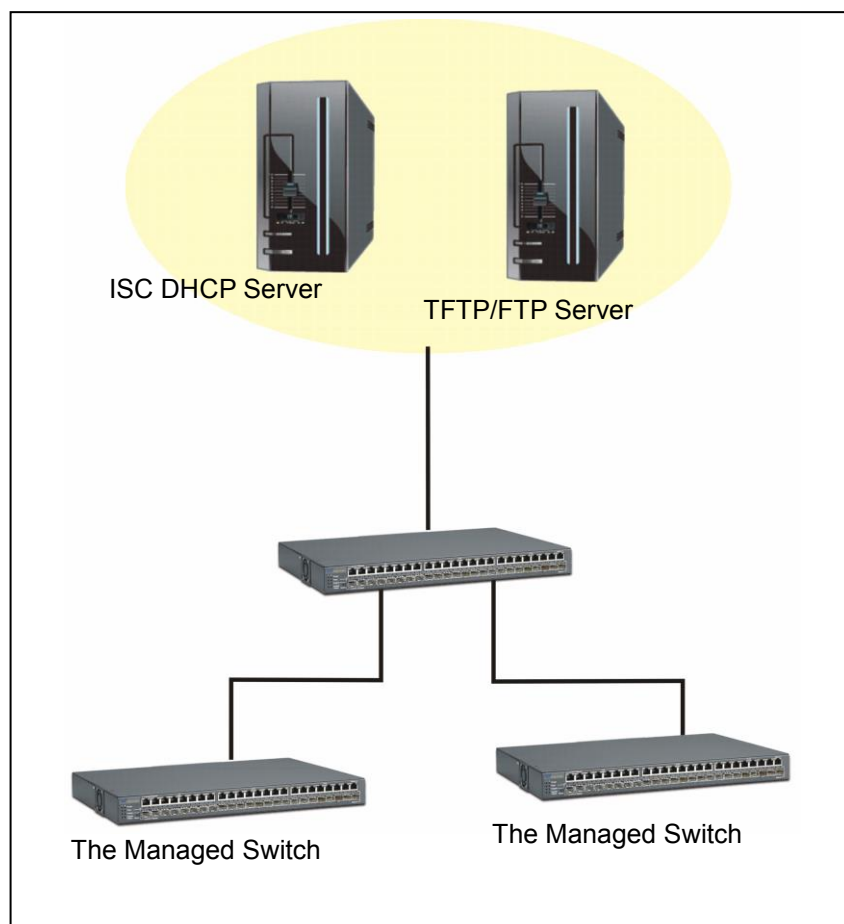 ISC DHCP Server
TFTP/FTP Server
The Managed Switch
The Managed Switch